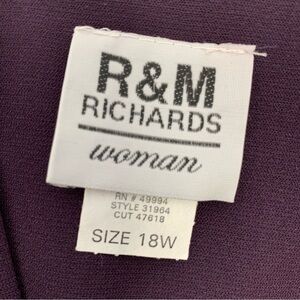 R&M
RICHARDS
woman
RN # 49994
STYLE 31964
CUT 47618
SIZE 18W